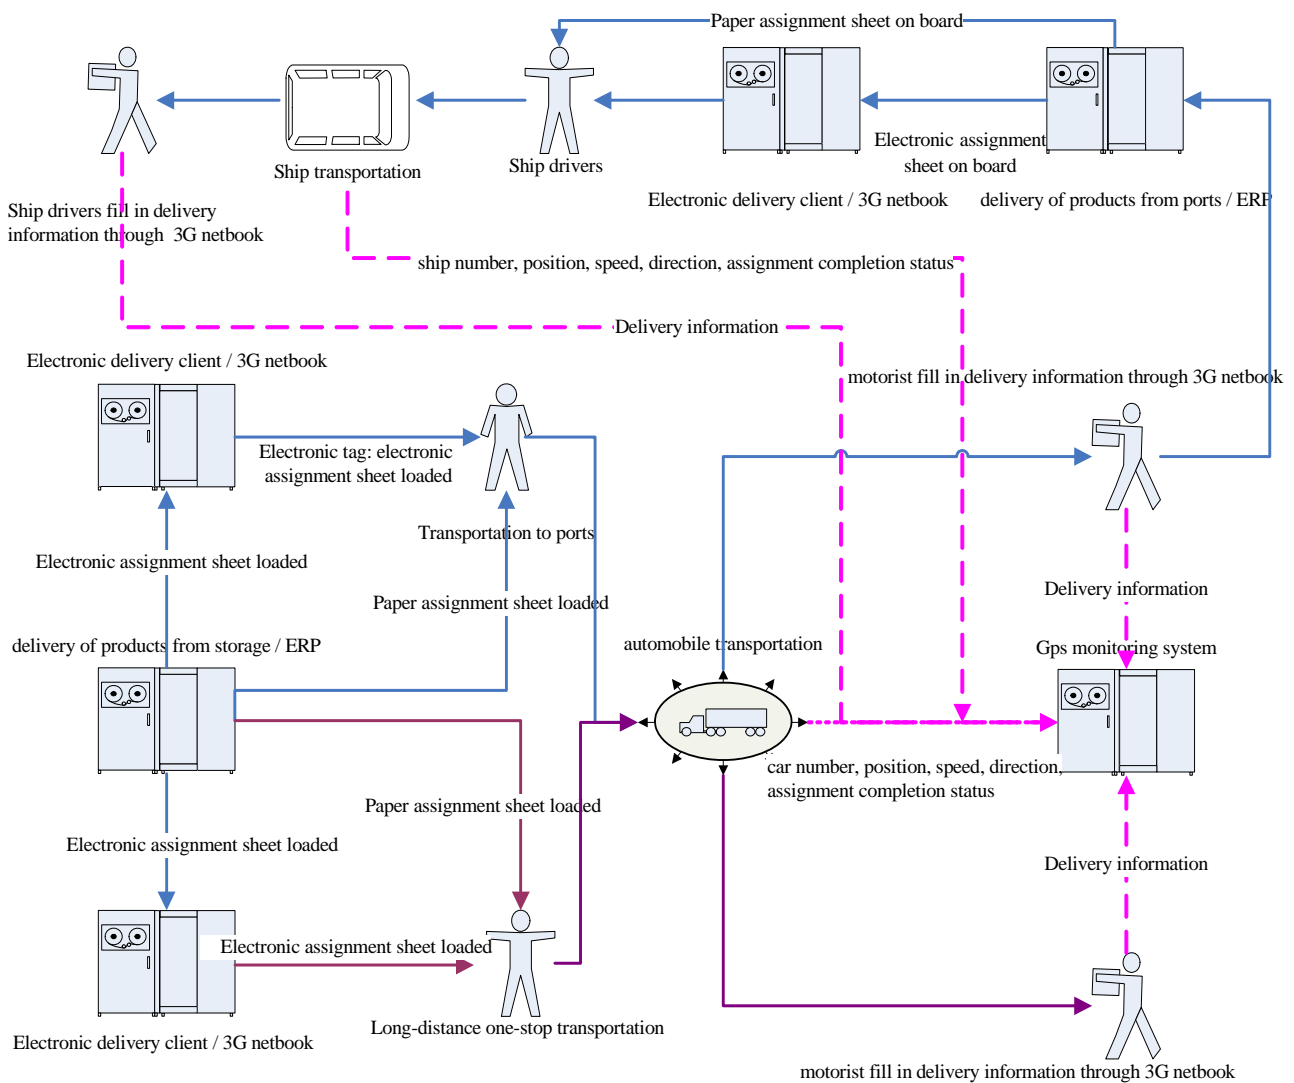 Paper assignment sheet on board
Electronic assignment
sheet on board
Ship drivers
Ship transportation
Electronic delivery client / 3G netbook
delivery of products from ports / ERP
Ship drivers fill in delivery
information through 3G netbook
ship number, position, speed, direction, assignment completion status
Delivery information
Electronic delivery client / 3G netbook
motorist fill in delivery information through 3G netbook
Electronic tag: electronic
assignment sheet loaded
Transportation to ports
Electronic assignment sheet loaded
Delivery information
Paper assignment sheet loaded
delivery of products from storage / ERP
automobile transportation
Gps monitoring system
car number, position, speed, direction,
assignment completion status
Paper assignment sheet loaded
Electronic assignment sheet loaded
Delivery information
Electronic assignment sheet loaded
Long-distance one-stop transportation
Electronic delivery client / 3G netbook
motorist fill in delivery information through 3G netbook